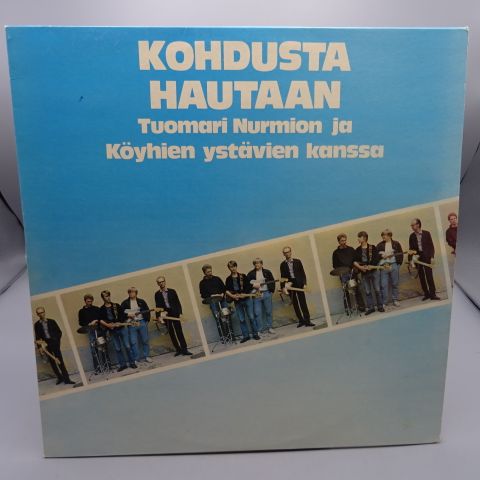 KOHDUSTA
HAUTAAN
Tuomari Nurmion ja
Köyhien ystävien kanssa